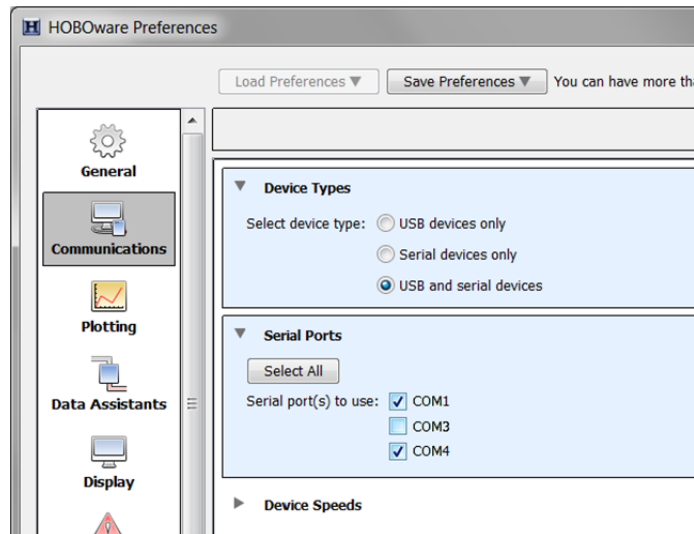 HOBOware Preferences
Load Preferences ▼ Save Preferences ▼ You can have more tha
General
Communications
Plotting
Data Assistants
Display
Device Types
Select device type: USB devices only
Serial devices only
USB and serial devices
Serial Ports
Select All
Serial port(s) to use: COM1
COM3
COM4
Device Speeds